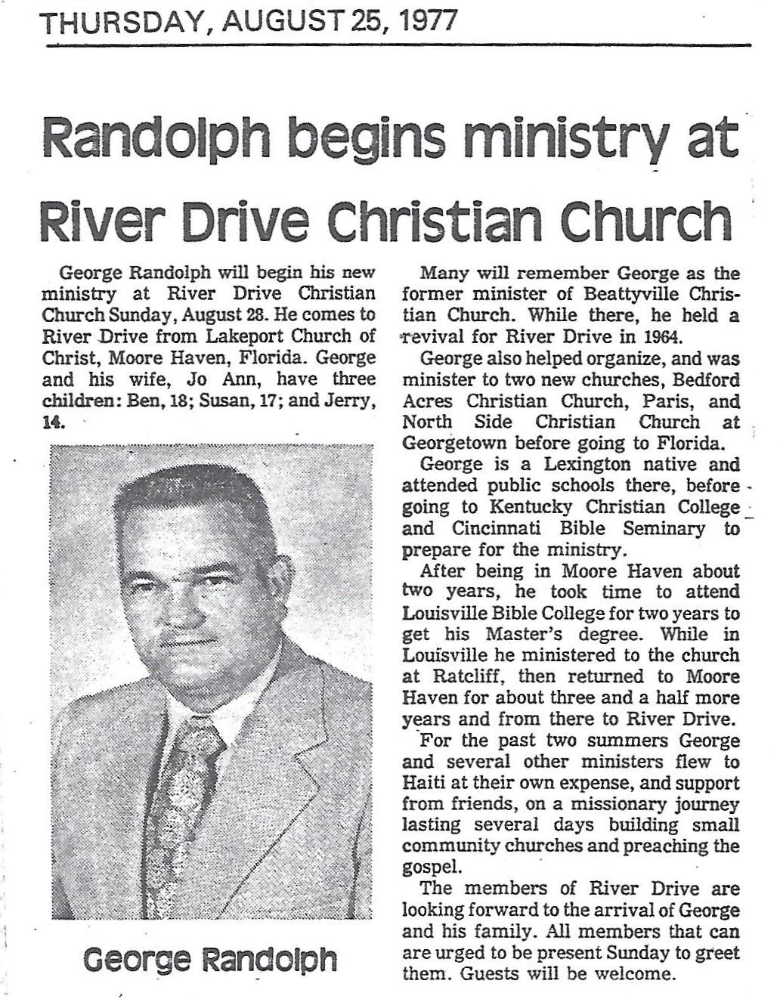 THURSDAY, AUGUST 25, 1977
Randolph begins ministry at
River Drive Christian Church
George Randolph will begin his new
ministry at River Drive Christian
Church Sunday, August 28. He comes to
River Drive from Lakeport Church of
Christ, Moore Haven, Florida. George
and his wife, Jo Ann, have three
children: Ben, 18; Susan, 17; and Jerry,
14.
George Randolph
Many will remember George as the
former minister of Beattyville Chris-
tian Church. While there, he held a
revival for River Drive in 1964.
George also helped organize, and was
minister to two new churches, Bedford
Acres Christian Church, Paris, and
North Side Christian Church at
Georgetown before going to Florida.
George is a Lexington native and
attended public schools there, before
going to Kentucky Christian College
and Cincinnati Bible Seminary to
prepare for the ministry.
After being in Moore Haven about
two years, he took time to attend
Louisville Bible College for two years to
get his Master's degree. While in
Louisville he ministered to the church
at Ratcliff, then returned to Moore
Haven for about three and a half more
years and from there to River Drive.
For the past two summers George
and several other ministers flew to
Haiti at their own expense, and support
from friends, on a missionary journey
lasting several days building small
community churches and preaching the
gospel.
The members of River Drive are
looking forward to the arrival of George
and his family. All members that can
are urged to be present Sunday to greet
them. Guests will be welcome.